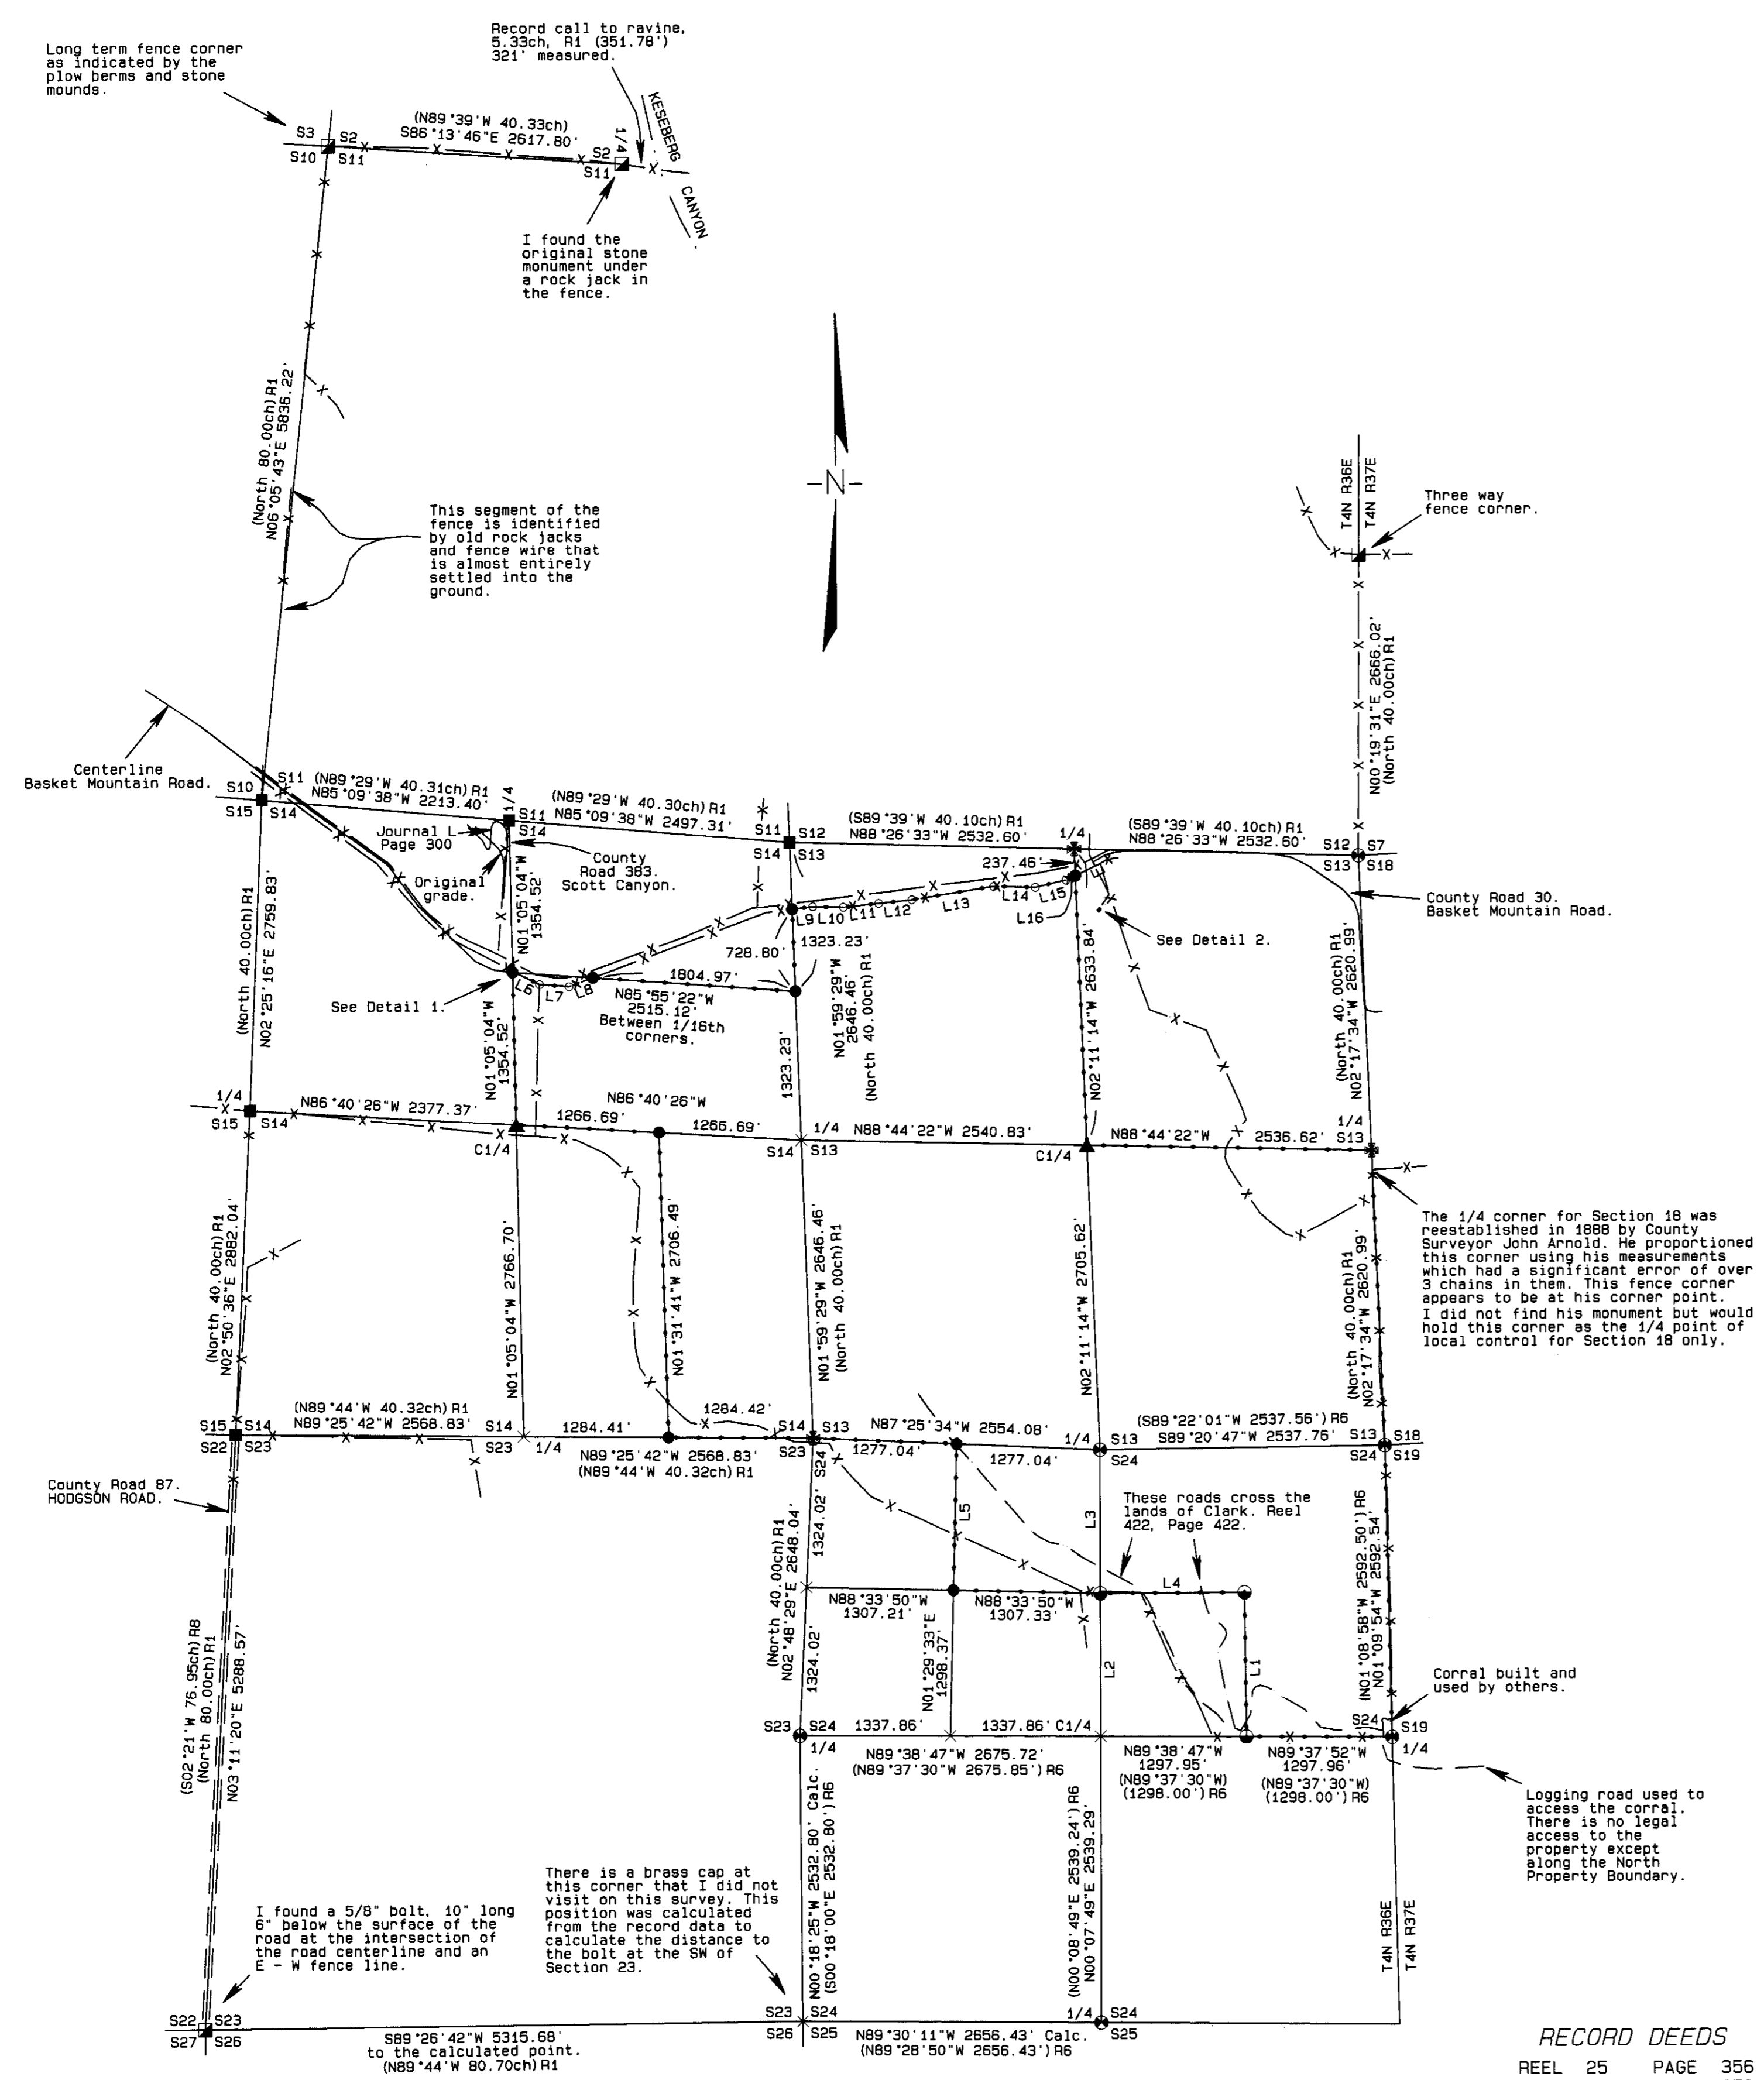 Record call to ravine,
5.33ch, R1 (351.78')
321' measured.
Long term fence corner
as indicated by the
plow berms and stone
mounds.
KESEBERG
CANYON
(N89°39'W 40.33ch)
S86°13'46"E 2617.80'
1/4
S3 S2
S10 S11
S2
S11
I found the
original stone
monument under
a rock jack in
the fence.
(North 80.00ch)R1
N06°05'43"E 5836.22'
-N-
This segment of the
fence is identified
by old rock jacks
and fence wire that
is almost entirely
settled into the
ground.
T4N R36E
T4N R37E
Three way
fence corner.
N00°19'31"E 2666.02'
(North 40.00ch)R1
Centerline
Basket Mountain Road.
S10 S11
S15 S14
(N89°29'W 40.31ch)R1
N85°09'38"W 2213.40'
1/4
S11
S14
(N89°29'W 40.30ch)R1
N85°09'38"W 2497.31'
S11 S12
S14 S13
(S89°39'W 40.10ch)R1
N88°26'33"W 2532.60'
1/4
(S89°39'W 40.10ch)R1
N88°26'33"W 2532.60'
S12 S7
S13 S18
Journal L
Page 300
Original
grade.
County
Road 383.
Scott Canyon.
237.46'
County Road 30.
Basket Mountain Road.
(North 40.00ch)R1
N02°25'16"E 2759.83'
N01°05'04"W
1354.52'
L9 L10 L11 L12 L13 L14 L15
L16
See Detail 2.
728.80'
1323.23'
1804.97'
L6 L7 L8
See Detail 1.
N85°55'22"W
2515.12'
Between 1/16th
corners.
N01°05'04"W
1354.52'
1323.23'
N01°59'29"W
2646.46'
(North 40.00ch)R1
N02°11'14"W 2633.84'
(North 40.00ch)R1
N02°17'34"W 2620.99'
1/4
S15 S14
N86°40'26"W 2377.37'
C1/4
N86°40'26"W
1266.69'
1266.69'
1/4
S14 S13
N88°44'22"W 2540.83'
C1/4
N88°44'22"W 2536.62'
1/4
S13
The 1/4 corner for Section 18 was
reestablished in 1888 by County
Surveyor John Arnold. He proportioned
this corner using his measurements
which had a significant error of over
3 chains in them. This fence corner
appears to be at his corner point.
I did not find his monument but would
hold this corner as the 1/4 point of
local control for Section 18 only.
(North 40.00ch)R1
N02°50'36"E 2882.04'
N01°05'04"W 2766.70'
N01°31'41"W 2706.49'
N01°59'29"W 2646.46'
(North 40.00ch)R1
N02°11'14"W 2705.62'
(North 40.00ch)R1
N02°17'34"W 2620.99'
S15 S14
S22 S23
(N89°44'W 40.32ch)R1
N89°25'42"W 2568.83'
S14
S23 1/4
1284.41'
1284.42'
N89°25'42"W 2568.83'
(N89°44'W 40.32ch)R1
S14 S13
S23 S24
N87°25'34"W 2554.08'
1277.04'
1277.04'
1/4 S13
S24
(S89°22'01"W 2537.56')R6
S89°20'47"W 2537.76'
S13 S18
S24 S19
County Road 87.
HODGSON ROAD.
These roads cross the
lands of Clark. Reel
422, Page 422.
(North 40.00ch)R1
N02°48'29"E 2648.04'
1324.02'
1324.02'
L5
L3
L4
L2
L1
N88°33'50"W
1307.21'
N88°33'50"W
1307.33'
N01°29'33"E
1298.37'
(N01°08'58"W 2592.50')R6
N01°09'54"W 2592.54'
Corral built and
used by others.
(S02°21'W 76.95ch)R8
(North 80.00ch)R1
N03°11'20"E 5288.57'
S23 S24
1/4
1337.86'
1337.86'
C1/4
N89°38'47"W 2675.72'
(N89°37'30"W 2675.85')R6
N89°38'47"W
1297.95'
(N89°37'30"W)
(1298.00')R6
N89°37'52"W
1297.96'
(N89°37'30"W)
(1298.00')R6
S24 S19
1/4
Logging road used to
access the corral.
There is no legal
access to the
property except
along the North
Property Boundary.
N00°18'25"W 2532.80' Calc.
(S00°18'00"E 2532.80')R6
(N00°08'49"E 2539.24')R6
N00°07'49"E 2539.29'
T4N R36E
T4N R37E
There is a brass cap at
this corner that I did not
visit on this survey. This
position was calculated
from the record data to
calculate the distance to
the bolt at the SW of
Section 23.
I found a 5/8" bolt, 10" long
6" below the surface of the
road at the intersection of
the road centerline and an
E - W fence line.
S22 S23
S27 S26
S89°26'42"W 5315.68'
to the calculated point.
(N89°44'W 80.70ch)R1
S23 S24
S26 S25
N89°30'11"W 2656.43' Calc.
(N89°28'50"W 2656.43')R6
1/4 S24
S25
RECORD DEEDS
REEL 25 PAGE 356